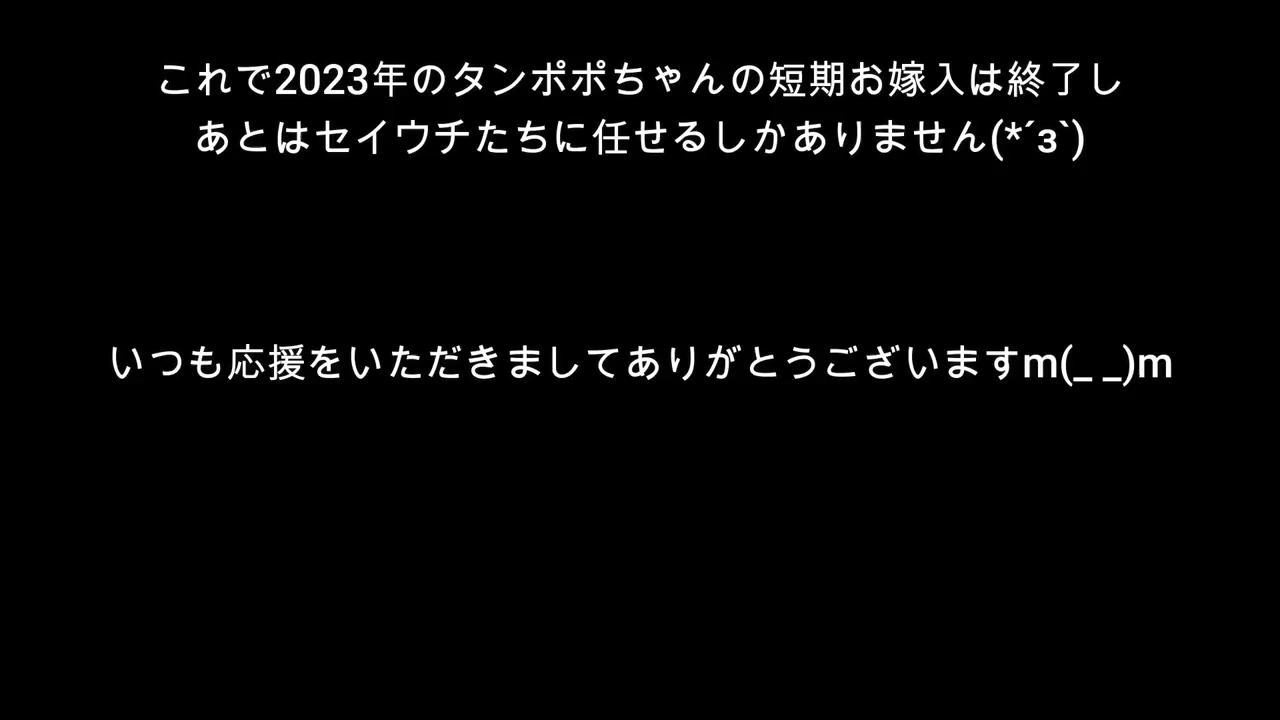 これで2023年のタンポポちゃんの短期お嫁入は終了し
あとはセイウチたちに任せるしかありません(*´з`)
いつも応援をいただきましてありがとうございますm(_ _)m